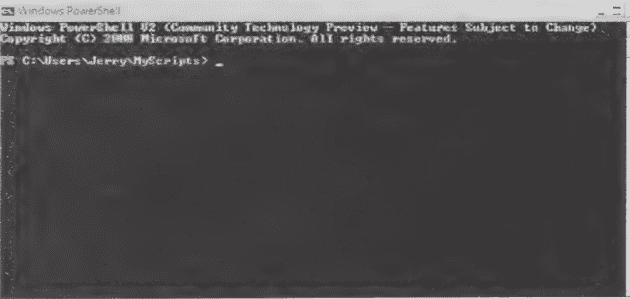 Windows PowerShell
Windows PowerShell V2 (Community Technology Preview - Features Subject to Change)
Copyright (C) 2008 Microsoft Corporation. All rights reserved.
PS C:\Users\Jerry\MyScripts> _